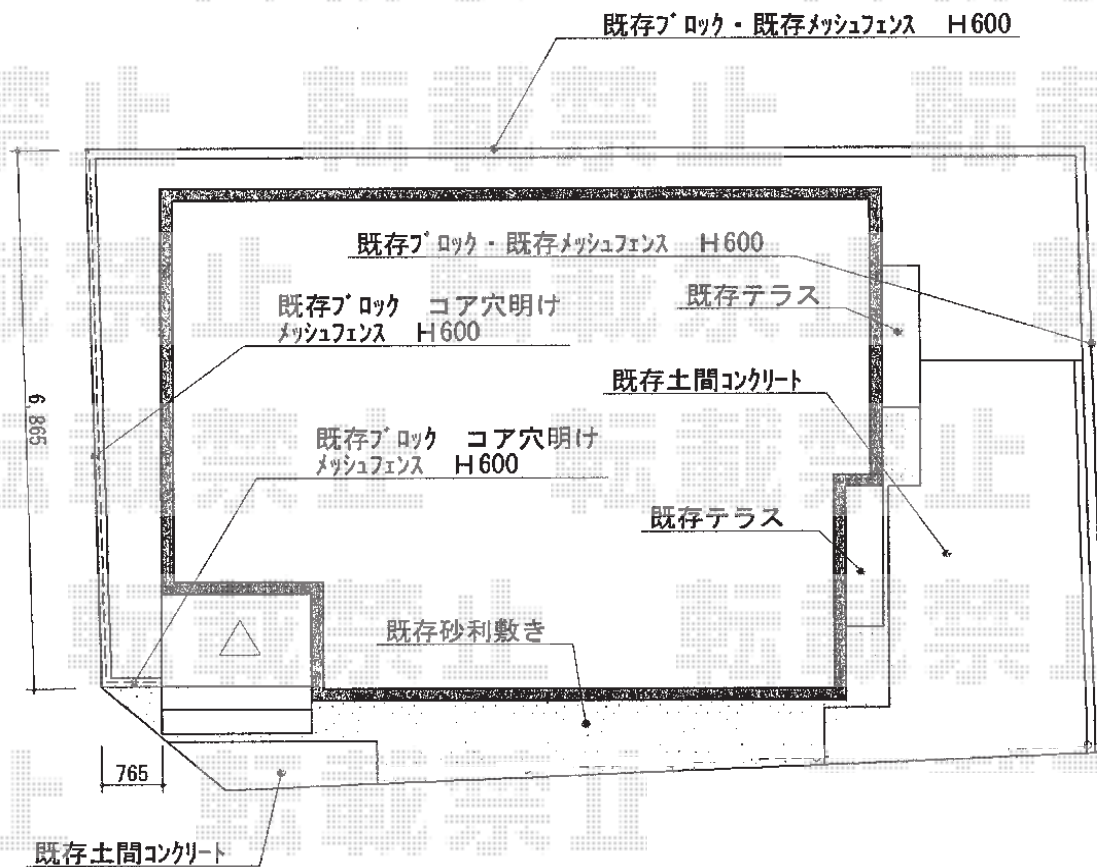 既存ブロック・既存メッシュフェンス H600
既存ブロック・既存メッシュフェンス H600
既存テラス
既存ブロック コア穴明け
メッシュフェンス H600
既存土間コンクリート
6,865
既存ブロック コア穴明け
メッシュフェンス H600
既存テラス
既存砂利敷き
765
既存土間コンクリート
転載禁止